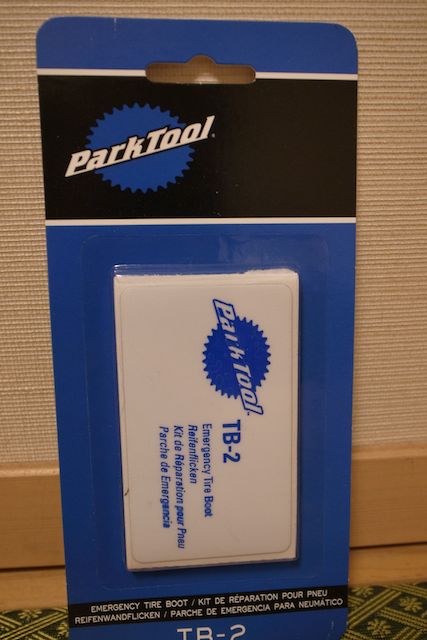 ParkTool
ParkTool
TB-2
Emergency Tire Boot
Reifenflicken
Kit de Réparation pour Pneu
Parche de Emergencia
EMERGENCY TIRE BOOT / KIT DE RÉPARATION POUR PNEU
REIFENWANDFLICKEN / PARCHE DE EMERGENCIA PARA NEUMÁTICO
TB-2